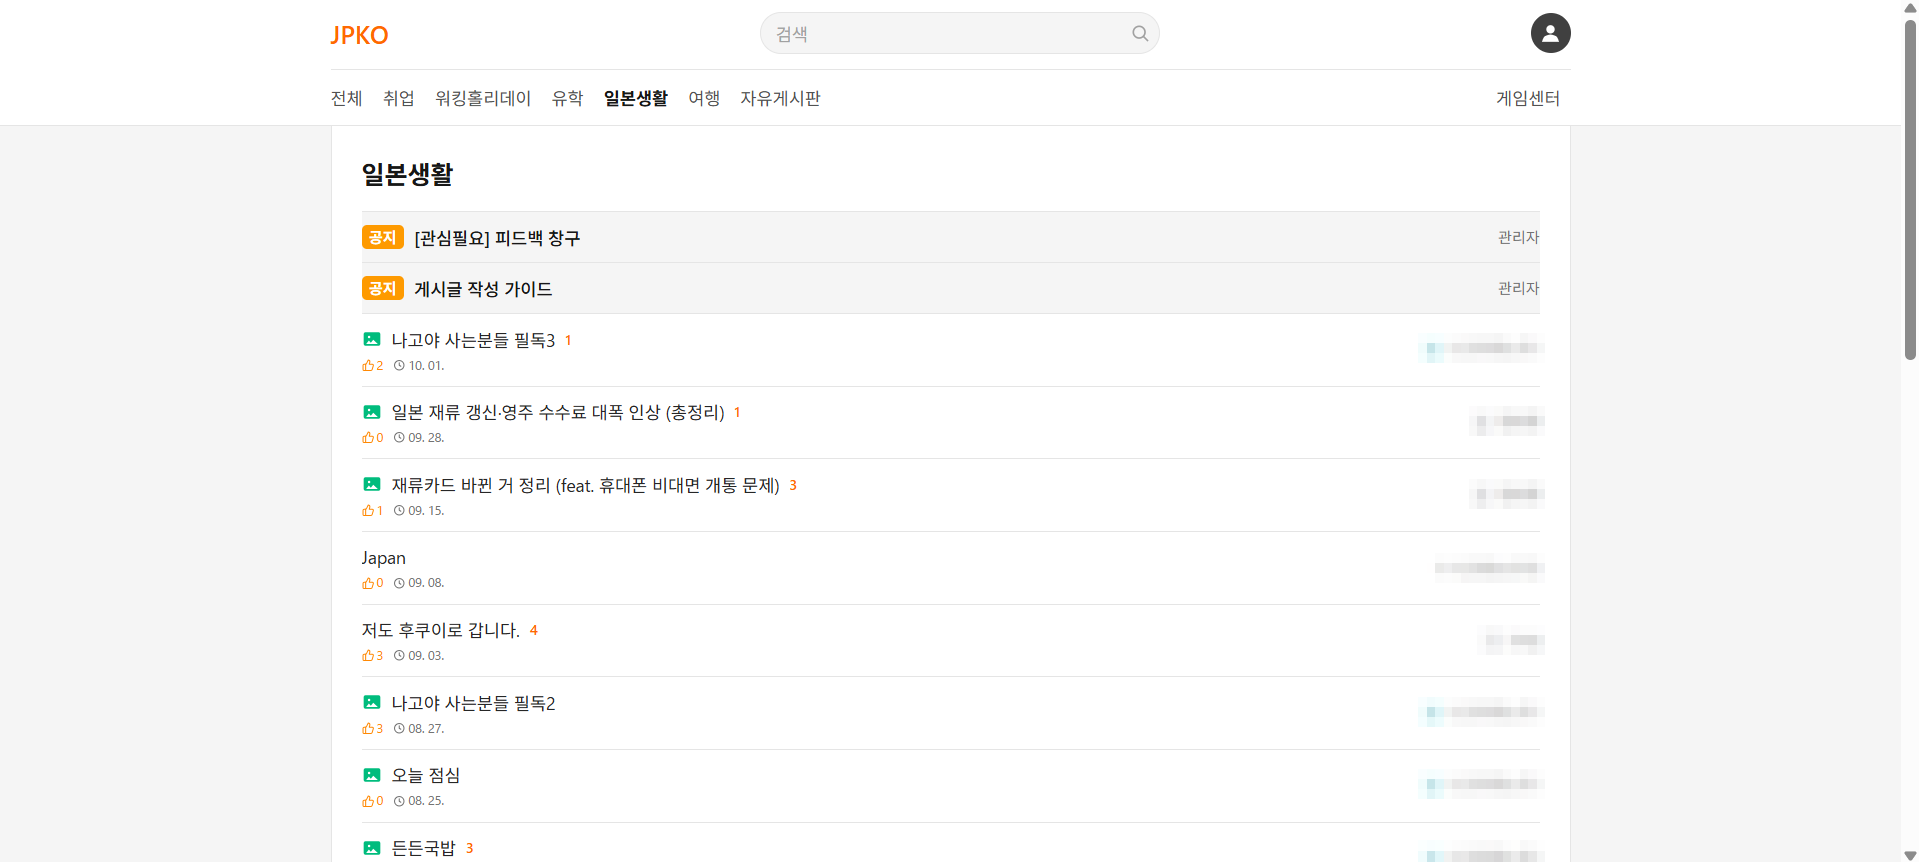 JPKO
검색
전체 취업 워킹홀리데이 유학 일본생활 여행 자유게시판 게임센터
일본생활
공지 [관심필요] 피드백 창구 관리자
공지 게시글 작성 가이드 관리자
나고야 사는분들 필독3 1
2 10. 01.
일본 재류 갱신·영주 수수료 대폭 인상 (총정리) 1
0 09. 28.
재류카드 바뀐 거 정리 (feat. 휴대폰 비대면 개통 문제) 3
1 09. 15.
Japan
0 09. 08.
저도 후쿠이로 갑니다. 4
3 09. 03.
나고야 사는분들 필독2
3 08. 27.
오늘 점심
0 08. 25.
든든국밥 3